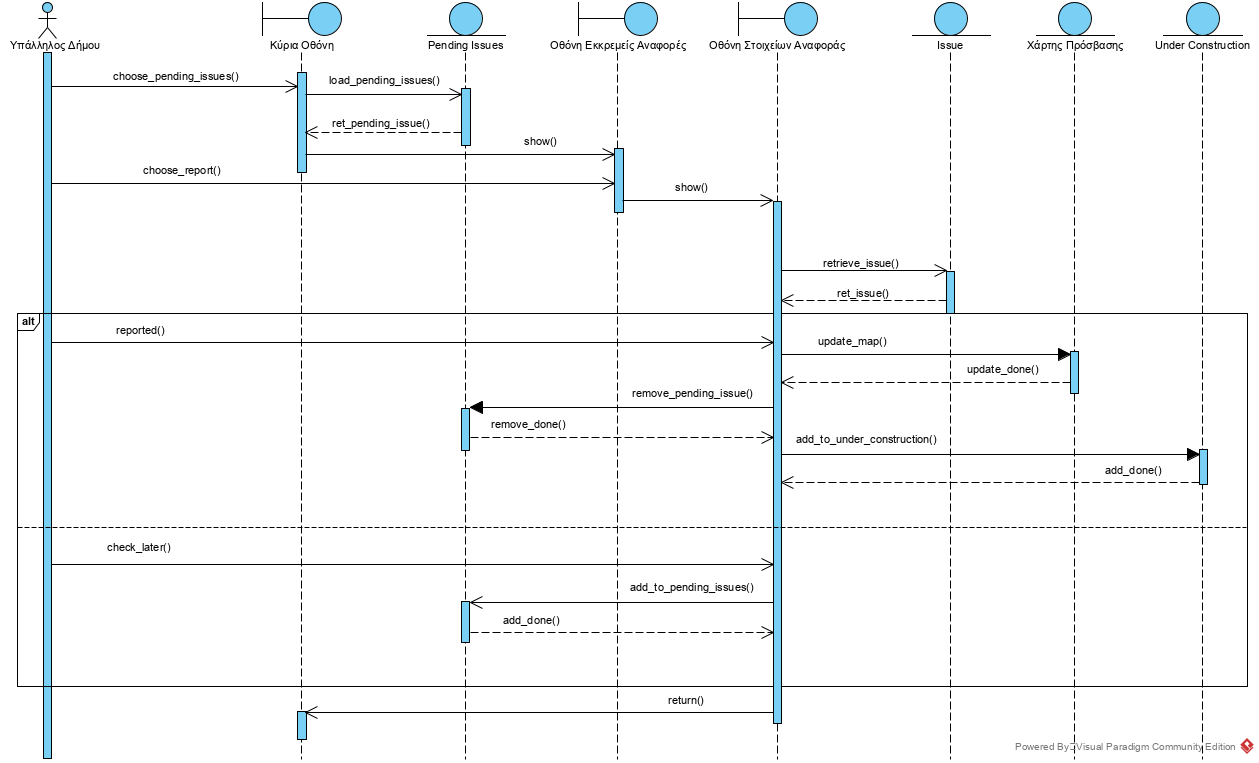 Υπάλληλος Δήμου
Κύρια Οθόνη
Pending Issues
Οθόνη Εκκρεμείς Αναφορές
Οθόνη Στοιχείων Αναφοράς
Issue
Χάρτης Πρόσβασης
Under Construction
choose_pending_issues()
load_pending_issues()
ret_pending_issue()
show()
choose_report()
show()
retrieve_issue()
ret_issue()
alt
reported()
update_map()
update_done()
remove_pending_issue()
remove_done()
add_to_under_construction()
add_done()
check_later()
add_to_pending_issues()
add_done()
return()
Powered By Visual Paradigm Community Edition